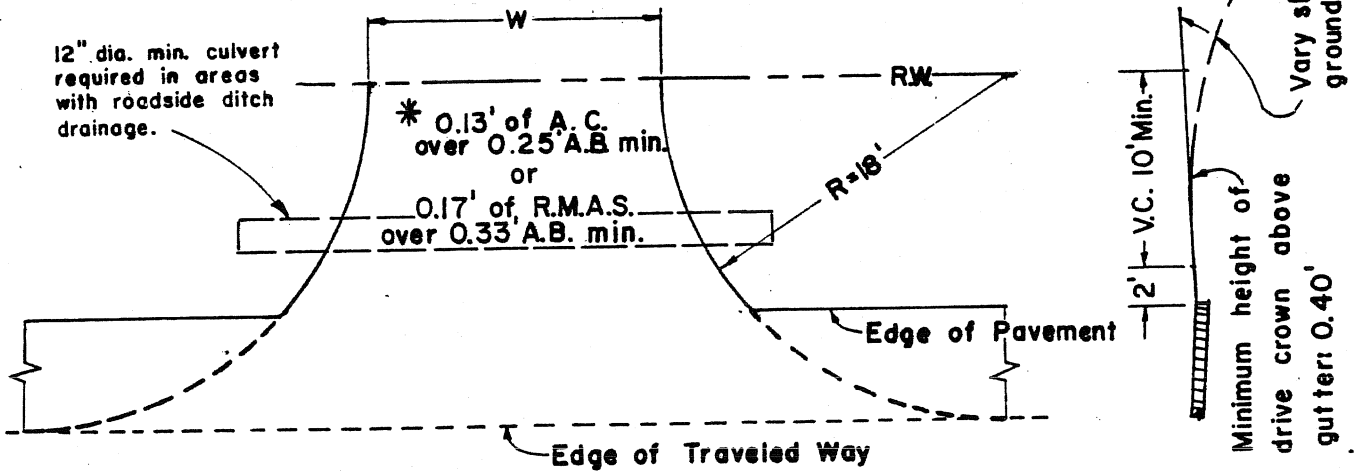 W
12" dia. min. culvert
required in areas
with roadside ditch
drainage.
R.W.
* 0.13' of A.C.
over 0.25' A.B. min.
or
0.17' of R.M.A.S.
over 0.33' A.B. min.
R=18'
Edge of Pavement
Edge of Traveled Way
2'
V.C. 10' Min.
Minimum height of
drive crown above
gutter: 0.40'
Vary
ground